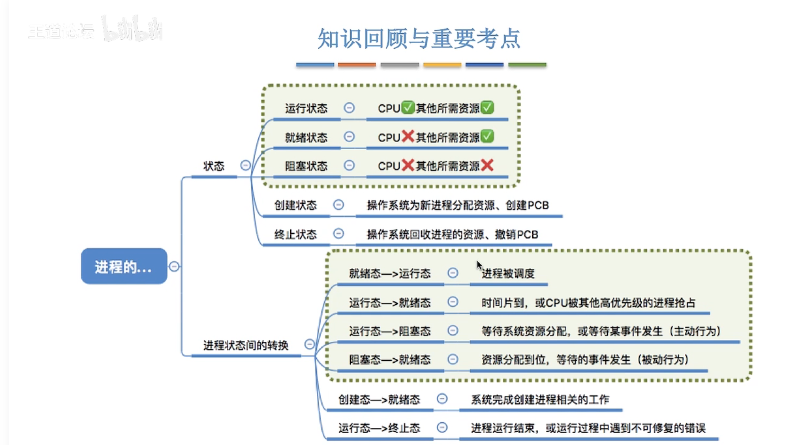 知识回顾与重要考点
运行状态 CPU✅其他所需资源✅
就绪状态 CPU❌其他所需资源✅
阻塞状态 CPU❌其他所需资源❌
状态
创建状态 操作系统为新进程分配资源、创建PCB
终止状态 操作系统回收进程的资源、撤销PCB
进程的...
就绪态—>运行态 进程被调度
运行态—>就绪态 时间片到，或CPU被其他高优先级的进程抢占
运行态—>阻塞态 等待系统资源分配，或等待某事件发生（主动行为）
进程状态间的转换
阻塞态—>就绪态 资源分配到位，等待的事件发生（被动行为）
创建态—>就绪态 系统完成创建进程相关的工作
运行态—>终止态 进程运行结束，或运行过程中遇到不可修复的错误